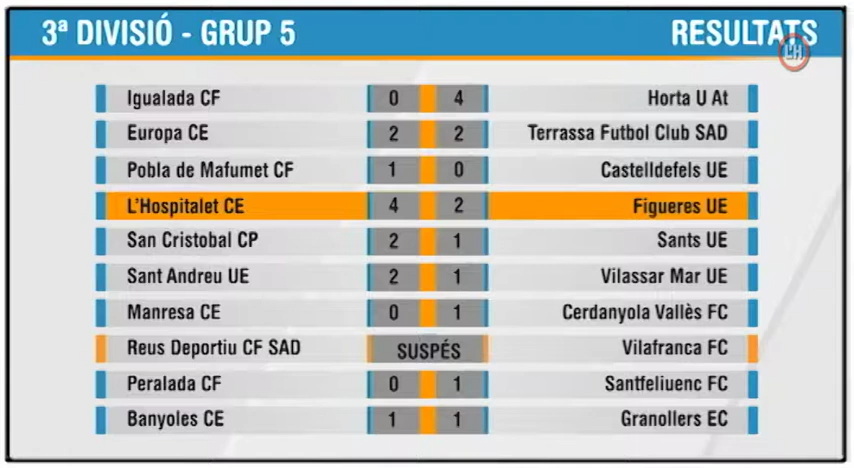 3ª DIVISIÓ - GRUP 5 RESULTATS
L'H
Igualada CF 0 4 Horta U At
Europa CE 2 2 Terrassa Futbol Club SAD
Pobla de Mafumet CF 1 0 Castelldefels UE
L'Hospitalet CE 4 2 Figueres UE
San Cristobal CP 2 1 Sants UE
Sant Andreu UE 2 1 Vilassar Mar UE
Manresa CE 0 1 Cerdanyola Vallès FC
Reus Deportiu CF SAD SUSPÉS Vilafranca FC
Peralada CF 0 1 Santfeliuenc FC
Banyoles CE 1 1 Granollers EC